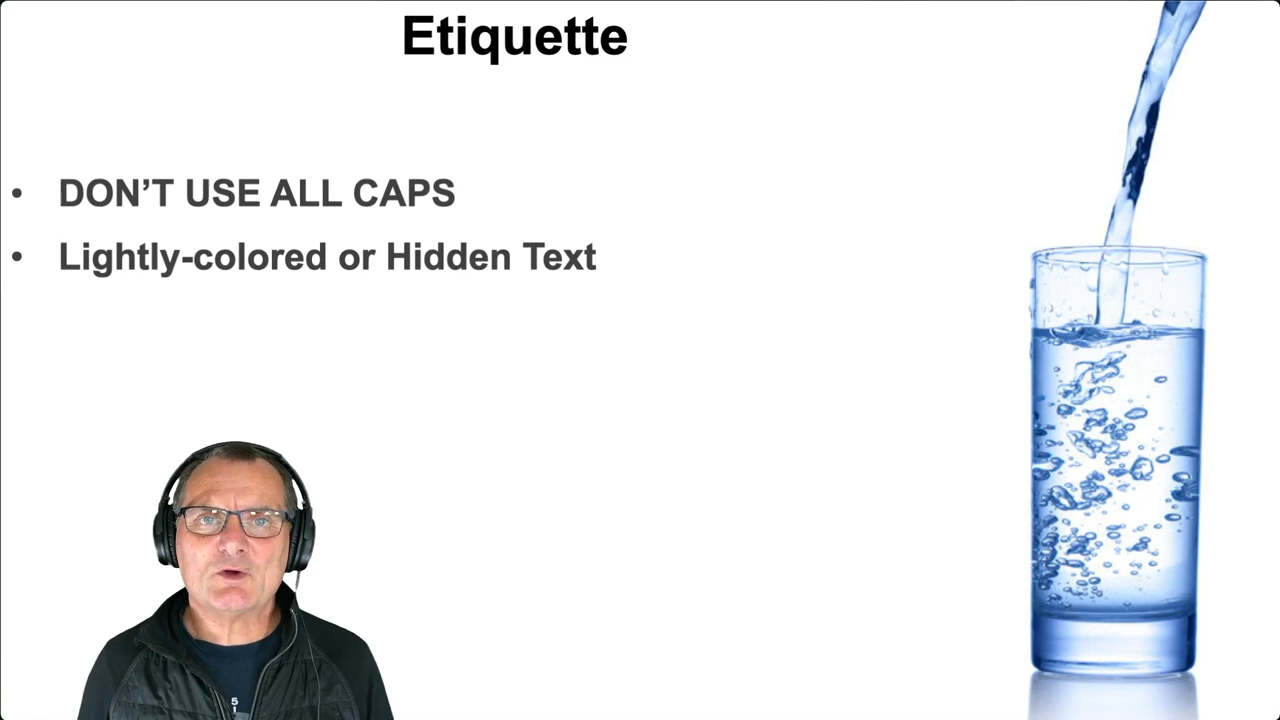 Etiquette
• DON’T USE ALL CAPS
• Lightly-colored or Hidden Text